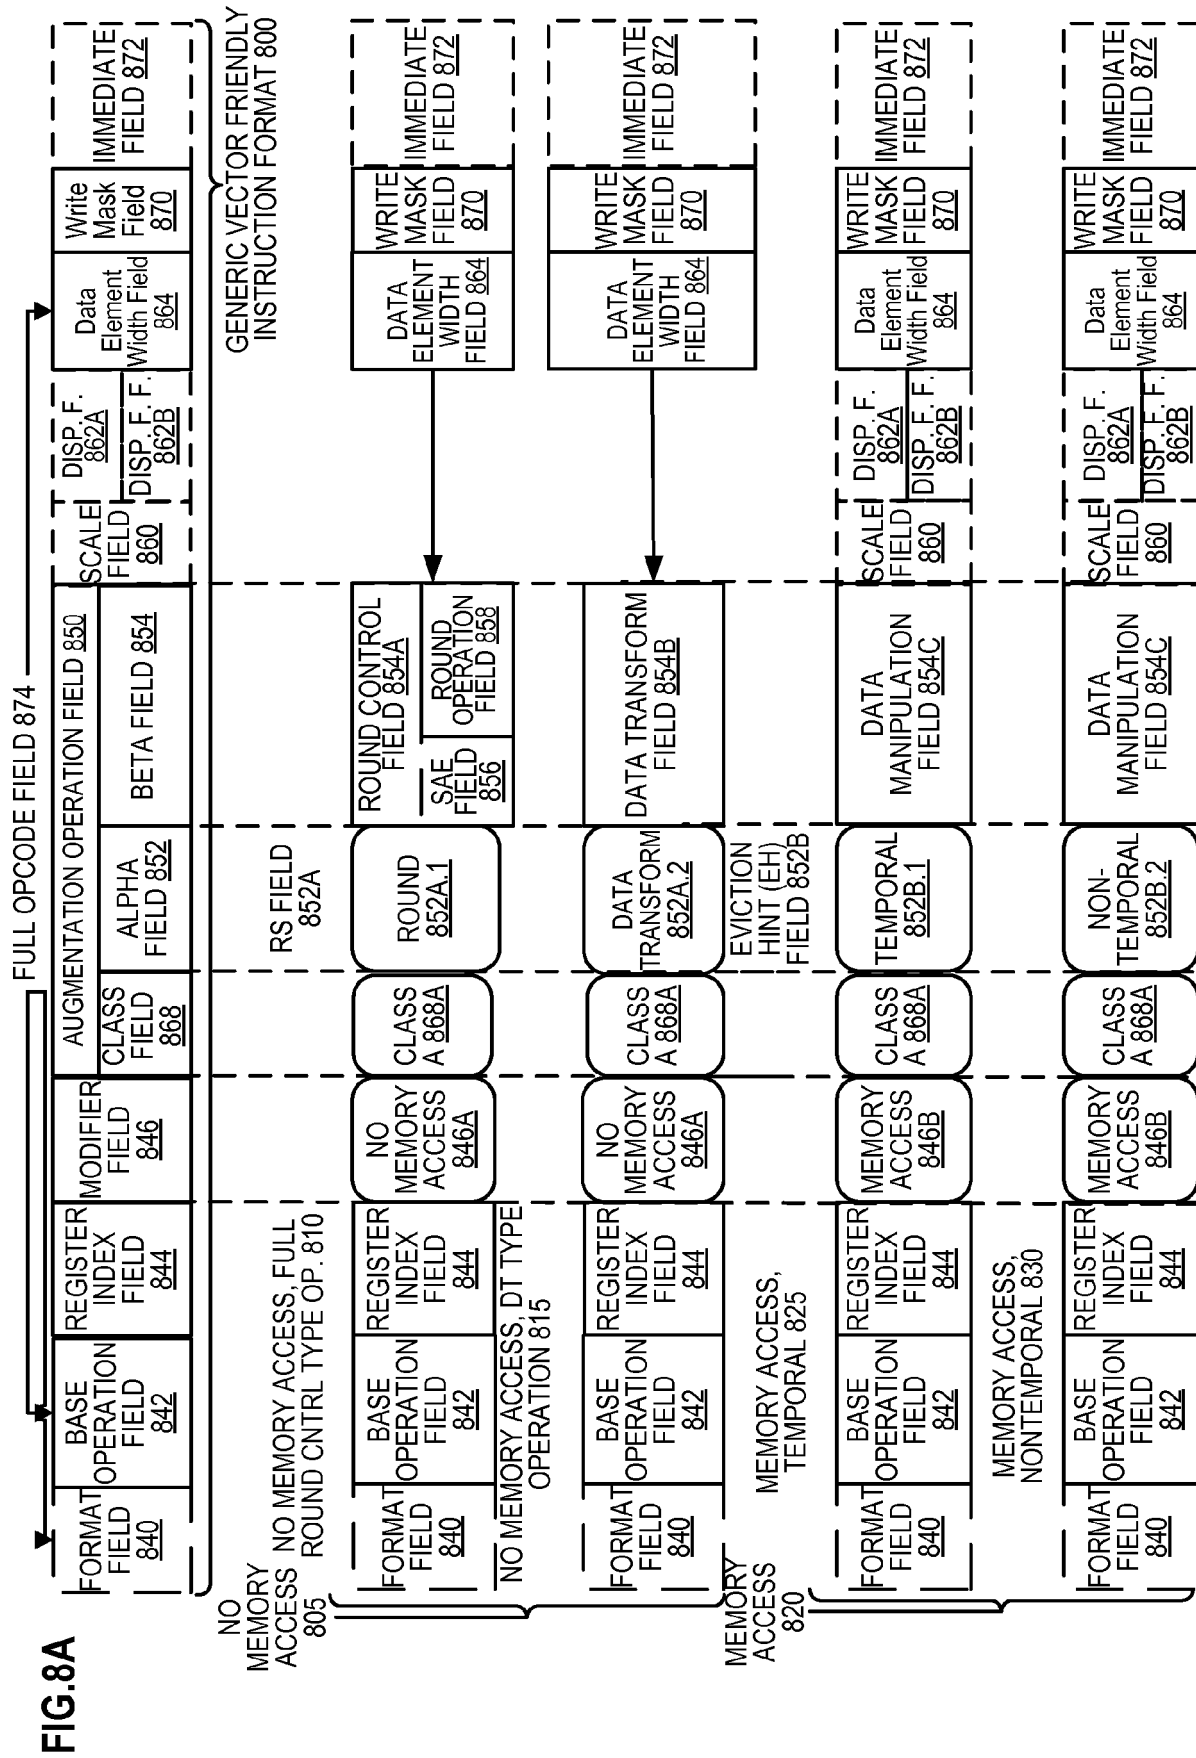 FIG.8A
FULL OPCODE FIELD 874
FORMAT
FIELD
840
BASE
OPERATION
FIELD
842
REGISTER
INDEX
FIELD
844
MODIFIER
FIELD
846
AUGMENTATION OPERATION FIELD 850
CLASS
FIELD
868
ALPHA
FIELD 852
BETA FIELD 854
SCALE
FIELD
860
DISP. F.
862A
DISP. F. F.
862B
Data
Element
Width Field
864
Write
Mask
Field
870
IMMEDIATE
FIELD 872
GENERIC VECTOR FRIENDLY
INSTRUCTION FORMAT 800
NO
MEMORY
ACCESS
805
NO MEMORY ACCESS, FULL
ROUND CNTRL TYPE OP. 810
RS FIELD
852A
FORMAT
FIELD
840
BASE
OPERATION
FIELD
842
REGISTER
INDEX
FIELD
844
NO
MEMORY
ACCESS
846A
CLASS
A 868A
ROUND
852A.1
ROUND CONTROL
FIELD 854A
SAE
FIELD
856
ROUND
OPERATION
FIELD 858
DATA
ELEMENT
WIDTH
FIELD 864
WRITE
MASK
FIELD
870
IMMEDIATE
FIELD 872
NO MEMORY ACCESS, DT TYPE
OPERATION 815
FORMAT
FIELD
840
BASE
OPERATION
FIELD
842
REGISTER
INDEX
FIELD
844
NO
MEMORY
ACCESS
846A
CLASS
A 868A
DATA
TRANSFORM
852A.2
DATA TRANSFORM
FIELD 854B
DATA
ELEMENT
WIDTH
FIELD 864
WRITE
MASK
FIELD
870
IMMEDIATE
FIELD 872
MEMORY
ACCESS
820
MEMORY ACCESS,
TEMPORAL 825
EVICTION
HINT (EH)
FIELD 852B
FORMAT
FIELD
840
BASE
OPERATION
FIELD
842
REGISTER
INDEX
FIELD
844
MEMORY
ACCESS
846B
CLASS
A 868A
TEMPORAL
852B.1
DATA
MANIPULATION
FIELD 854C
SCALE
FIELD
860
DISP. F.
862A
DISP. F. F.
862B
Data
Element
Width Field
864
WRITE
MASK
FIELD
870
IMMEDIATE
FIELD 872
MEMORY ACCESS,
NONTEMPORAL 830
FORMAT
FIELD
840
BASE
OPERATION
FIELD
842
REGISTER
INDEX
FIELD
844
MEMORY
ACCESS
846B
CLASS
A 868A
NON-
TEMPORAL
852B.2
DATA
MANIPULATION
FIELD 854C
SCALE
FIELD
860
DISP. F.
862A
DISP. F. F.
862B
Data
Element
Width Field
864
WRITE
MASK
FIELD
870
IMMEDIATE
FIELD 872